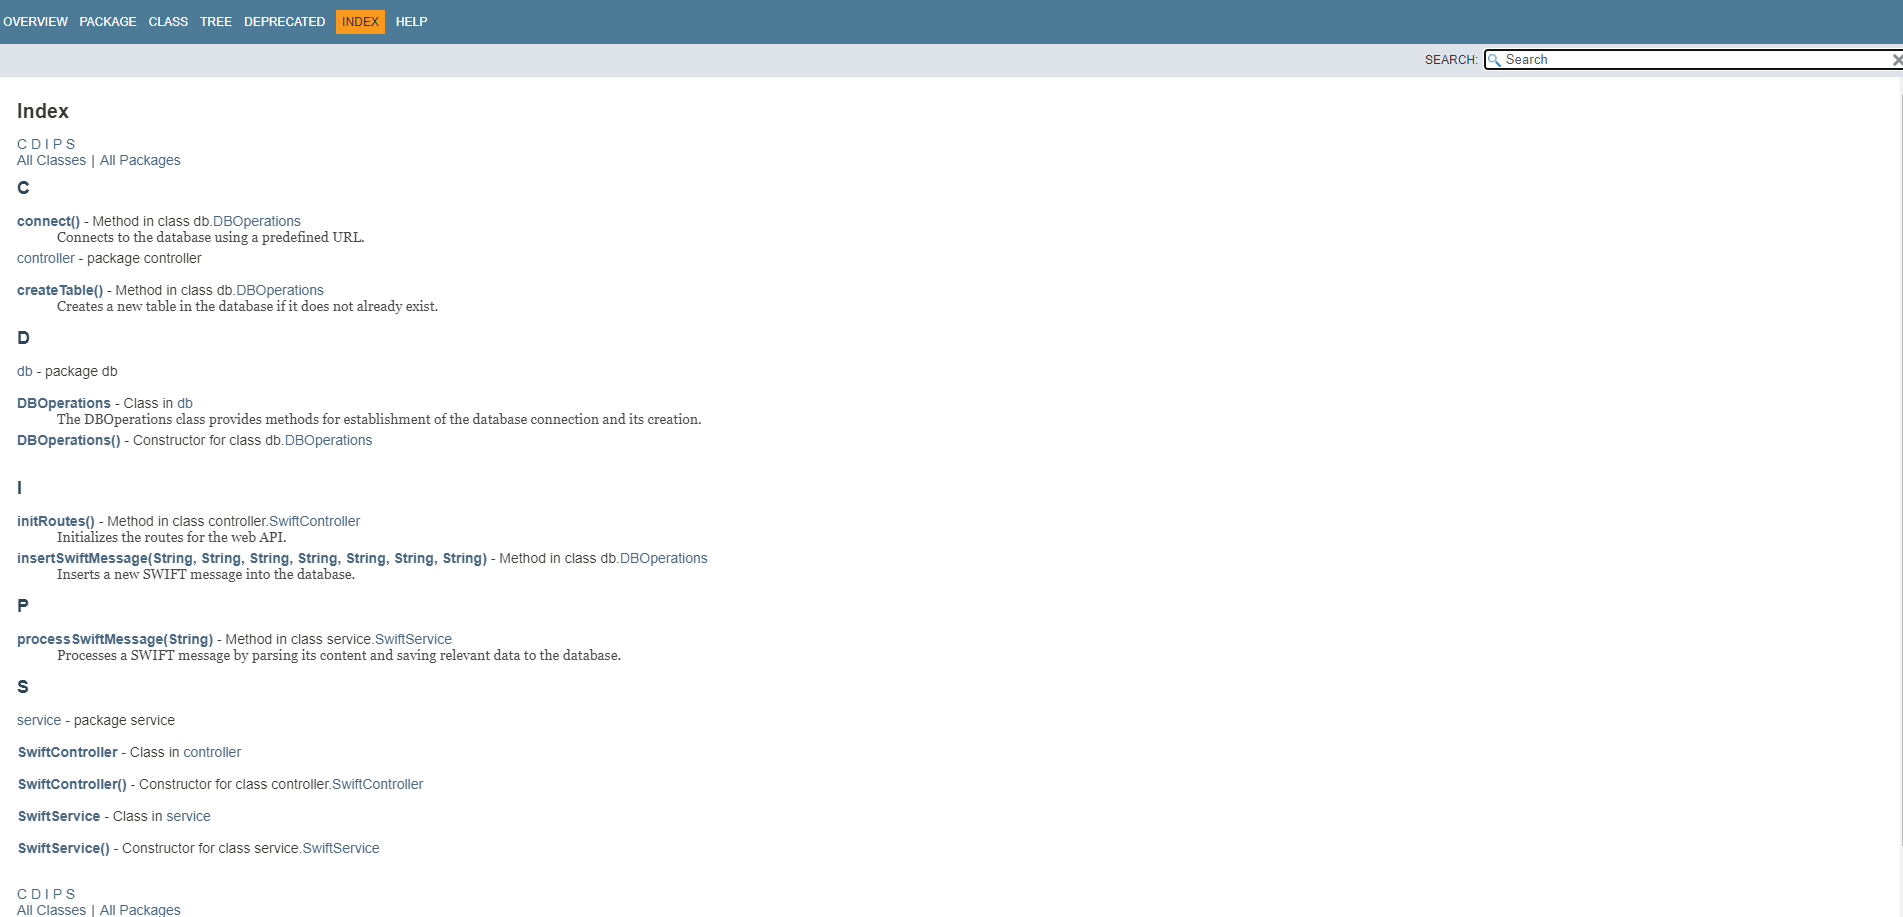 OVERVIEW PACKAGE CLASS TREE DEPRECATED INDEX HELP
SEARCH: Search
Index
C D I P S
All Classes | All Packages
C
connect() - Method in class db.DBOperations
Connects to the database using a predefined URL.
controller - package controller
createTable() - Method in class db.DBOperations
Creates a new table in the database if it does not already exist.
D
db - package db
DBOperations - Class in db
The DBOperations class provides methods for establishment of the database connection and its creation.
DBOperations() - Constructor for class db.DBOperations
I
initRoutes() - Method in class controller.SwiftController
Initializes the routes for the web API.
insertSwiftMessage(String, String, String, String, String, String, String) - Method in class db.DBOperations
Inserts a new SWIFT message into the database.
P
processSwiftMessage(String) - Method in class service.SwiftService
Processes a SWIFT message by parsing its content and saving relevant data to the database.
S
service - package service
SwiftController - Class in controller
SwiftController() - Constructor for class controller.SwiftController
SwiftService - Class in service
SwiftService() - Constructor for class service.SwiftService
C D I P S
All Classes | All Packages